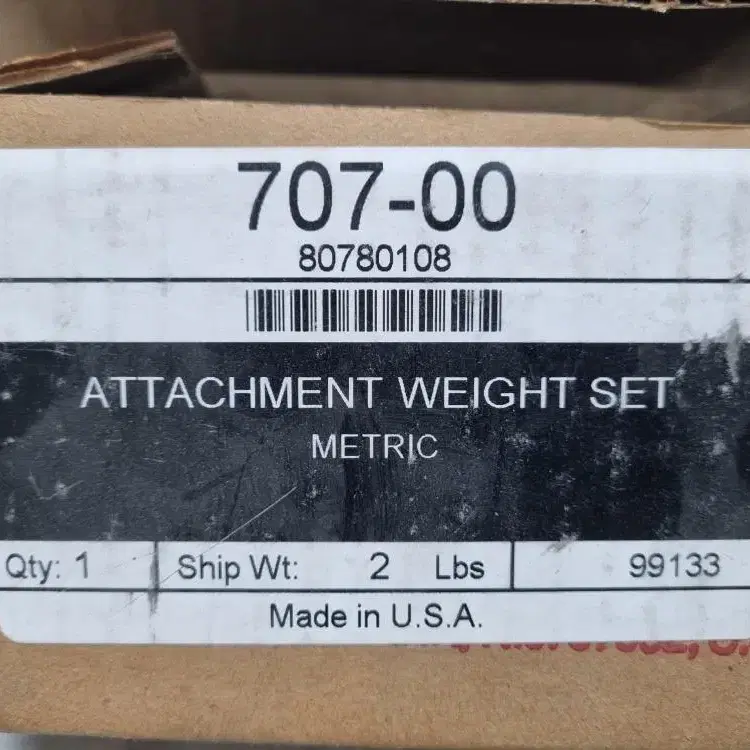 707-00
80780108
ATTACHMENT WEIGHT SET
METRIC
Qty: 1 Ship Wt: 2 Lbs 99133
Made in U.S.A.